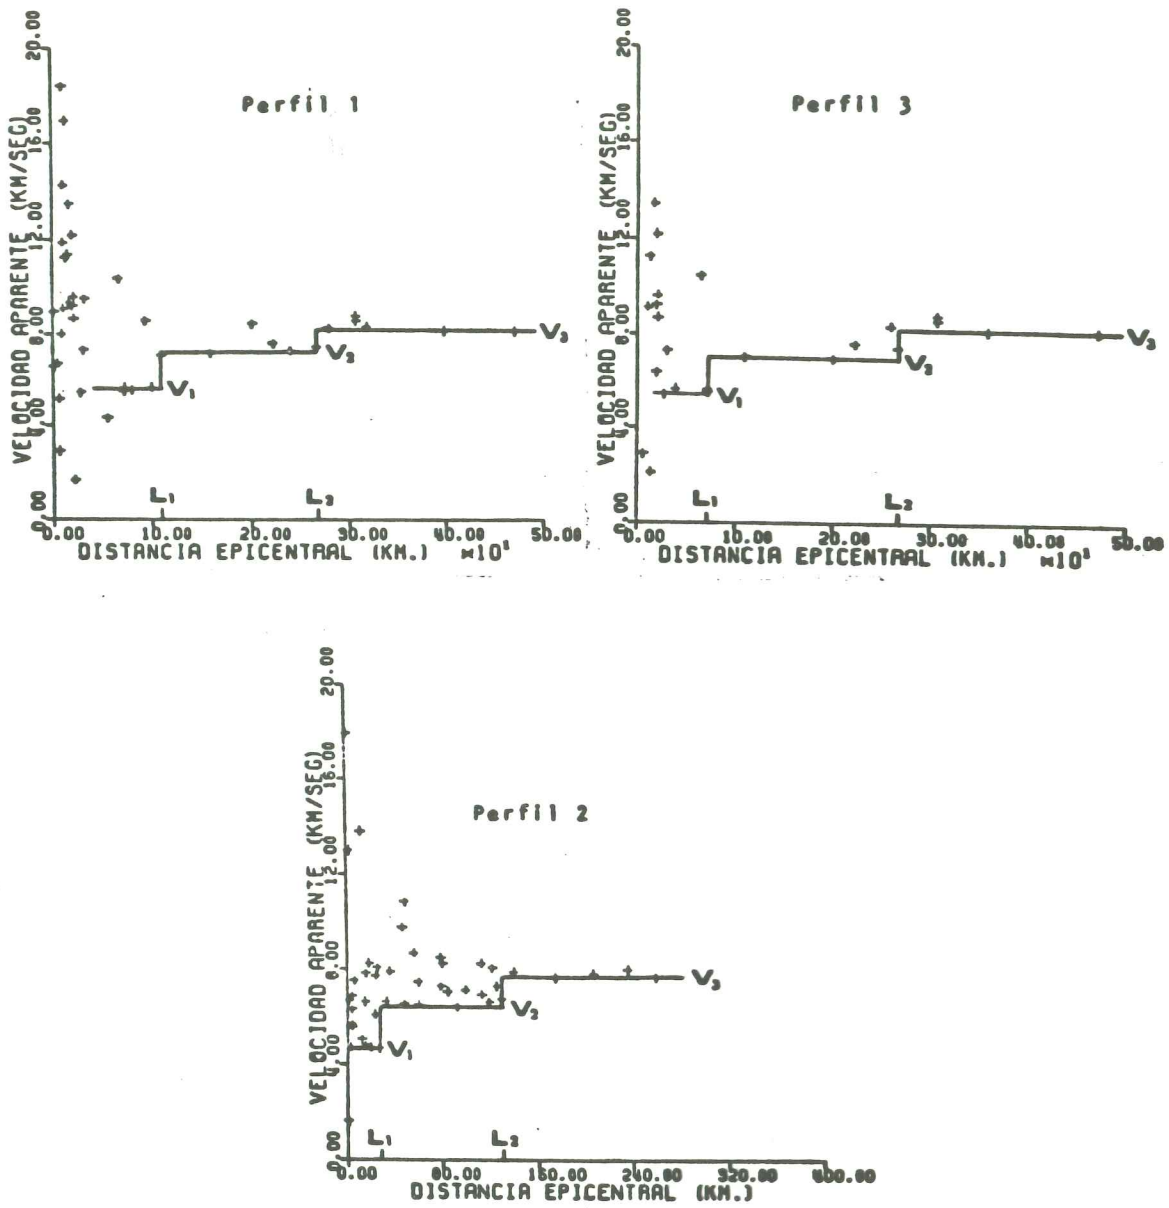 Perfil 1
VELOCIDAD APARENTE (KM/SEG)
20.00
16.00
12.00
8.00
4.00
0.00
V₁
V₂
V₃
L₁
L₂
0.00 10.00 20.00 30.00 40.00 50.00
DISTANCIA EPICENTRAL (KM.) ×10¹
Perfil 3
VELOCIDAD APARENTE (KM/SEG)
20.00
16.00
12.00
8.00
4.00
0.00
V₁
V₂
V₃
L₁
L₂
0.00 10.00 20.00 30.00 40.00 50.00
DISTANCIA EPICENTRAL (KM.) ×10¹
Perfil 2
VELOCIDAD APARENTE (KM/SEG)
20.00
16.00
12.00
8.00
4.00
0.00
V₁
V₂
V₃
L₁
L₂
0.00 80.00 160.00 240.00 320.00 400.00
DISTANCIA EPICENTRAL (KM.)